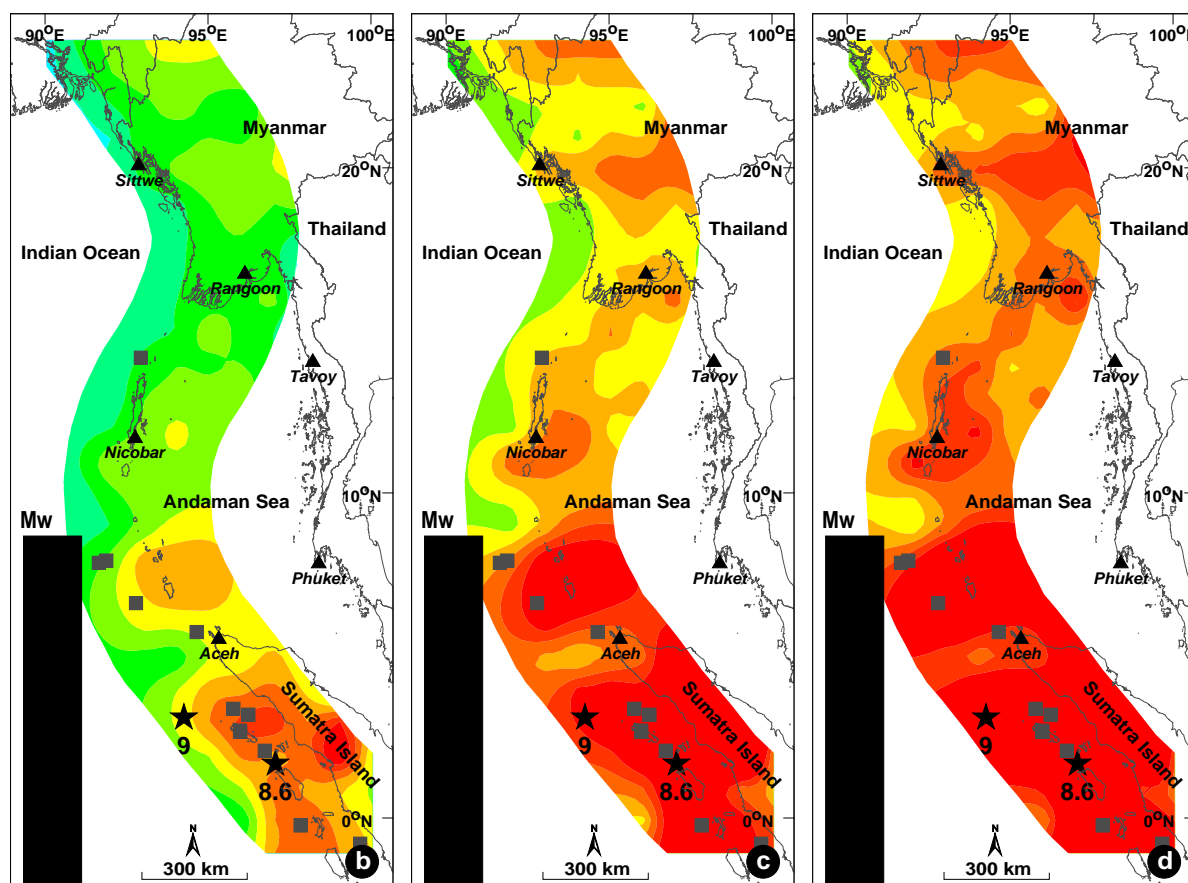 90°E
95°E
100°E
Myanmar
Sittwe
20°N
Thailand
Indian Ocean
Rangoon
Tavoy
Nicobar
10°N
Andaman Sea
Mw
Phuket
Aceh
Sumatra Island
9
8.6
0°N
N
300 km
b
90°E
95°E
100°E
Myanmar
Sittwe
20°N
Thailand
Indian Ocean
Rangoon
Tavoy
Nicobar
10°N
Andaman Sea
Mw
Phuket
Aceh
Sumatra Island
9
8.6
0°N
N
300 km
c
90°E
95°E
100°E
Myanmar
Sittwe
20°N
Thailand
Indian Ocean
Rangoon
Tavoy
Nicobar
10°N
Andaman Sea
Mw
Phuket
Aceh
Sumatra Island
9
8.6
0°N
N
300 km
d